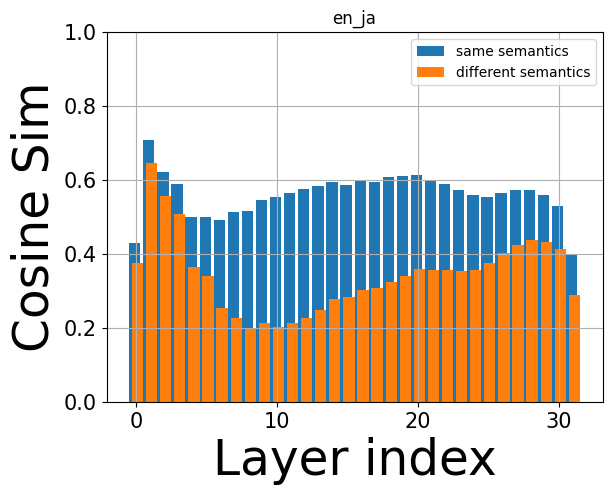 en_ja
same semantics
different semantics
Cosine Sim
1.0
0.8
0.6
0.4
0.2
0.0
0 10 20 30
Layer index